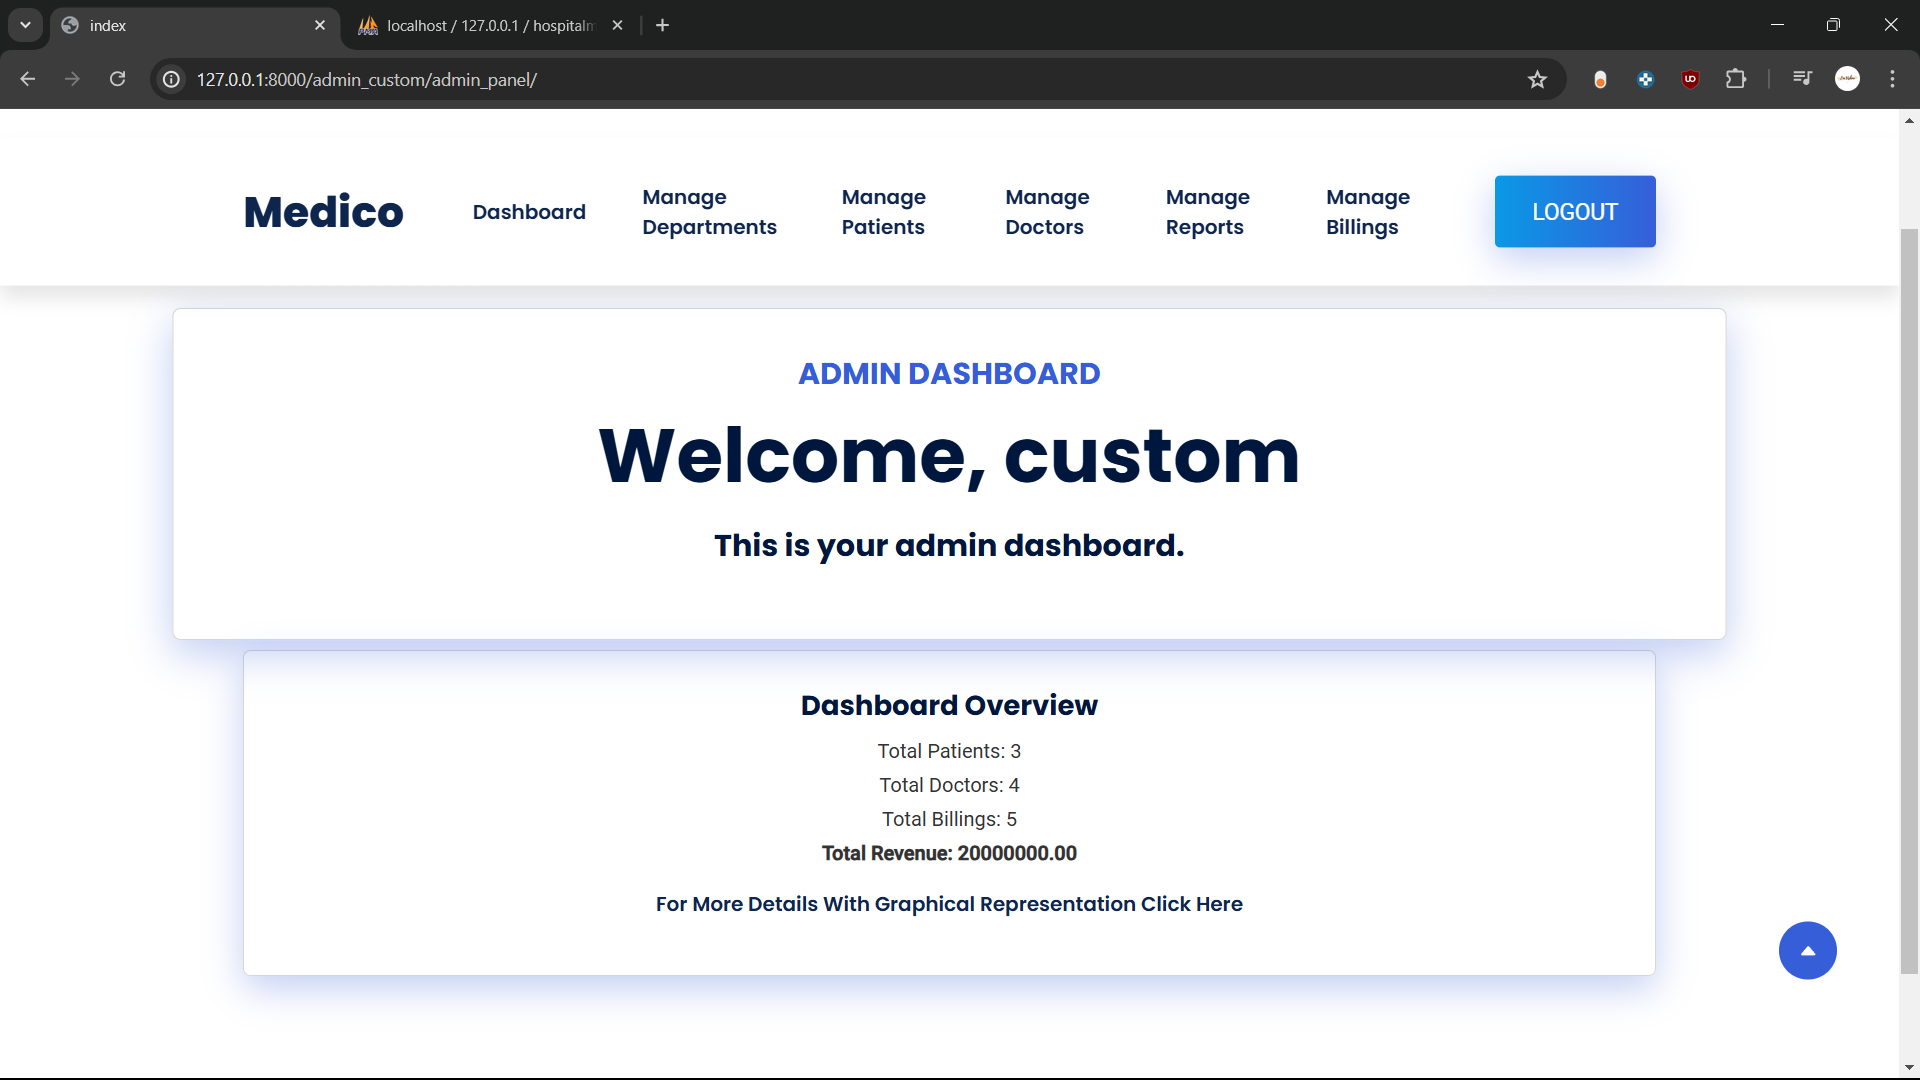 index
localhost / 127.0.0.1 / hospitalm
127.0.0.1:8000/admin_custom/admin_panel/
Medico
Dashboard
Manage Departments
Manage Patients
Manage Doctors
Manage Reports
Manage Billings
LOGOUT
ADMIN DASHBOARD
Welcome, custom
This is your admin dashboard.
Dashboard Overview
Total Patients: 3
Total Doctors: 4
Total Billings: 5
Total Revenue: 20000000.00
For More Details With Graphical Representation Click Here